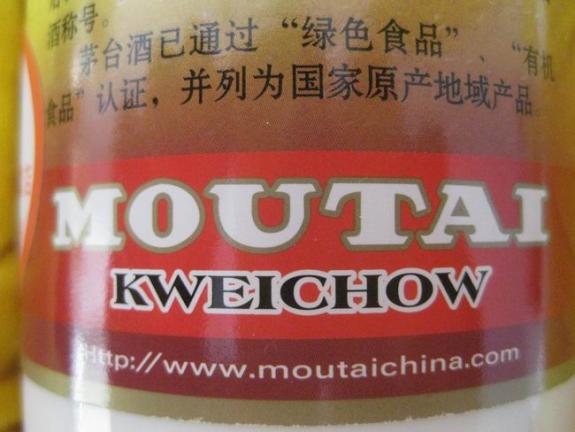 酒称号。
茅台酒已通过“绿色食品”、“有机
食品”认证，并列为国家原产地域产品
MOUTAI
KWEICHOW
Http://www.moutaichina.com